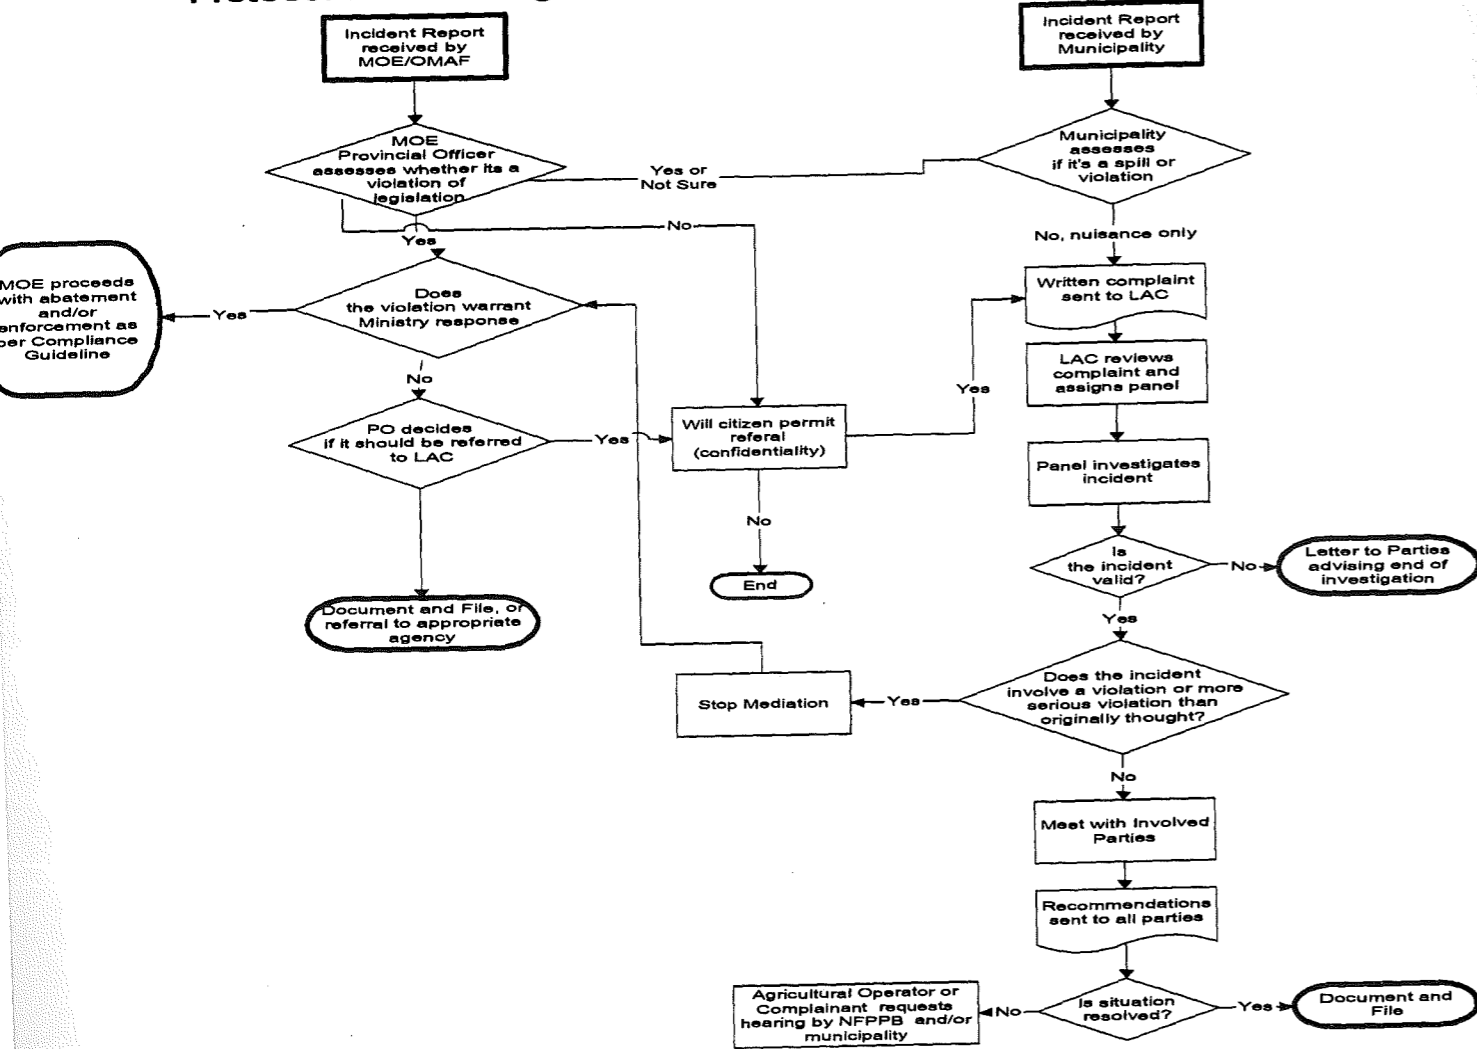 Incident Report
received by
MOE/OMAF
Incident Report
received by
Municipality
MOE
Provincial Officer
assesses whether its a
violation of
legislation
Yes or
Not Sure
Municipality
assesses
if it's a spill or
violation
No
Yes
No, nuisance only
MOE proceeds
with abatement
and/or
enforcement as
per Compliance
Guideline
Yes
Does
the violation warrant
Ministry response
Written complaint
sent to LAC
LAC reviews
complaint and
assigns panel
No
Yes
PO decides
if it should be referred
to LAC
Yes
Will citizen permit
referal
(confidentiality)
Panel investigates
incident
No
Is
the incident
valid?
No
Letter to Parties
advising end of
investigation
End
Document and File, or
referral to appropriate
agency
Yes
Stop Mediation
Yes
Does the incident
involve a violation or more
serious violation than
originally thought?
No
Meet with Involved
Parties
Recommendations
sent to all parties
Agricultural Operator or
Complainant requests
hearing by NFPPB and/or
municipality
No
Is situation
resolved?
Yes
Document and
File